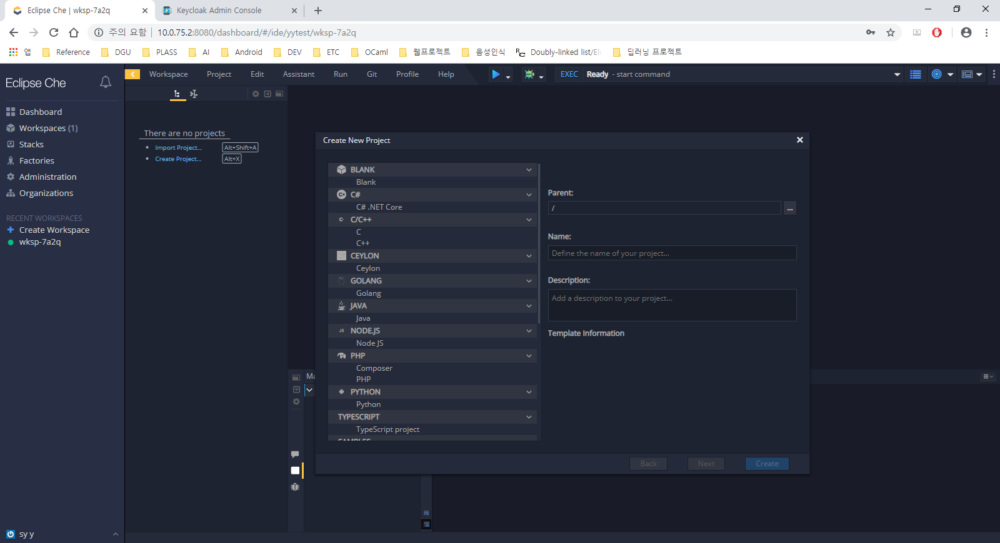 Eclipse Che | wksp-7a2q
Keycloak Admin Console
주의 요함
10.0.75.2:8080/dashboard/#/ide/yytest/wksp-7a2q
앱 Reference DGU PLASS AI Android DEV ETC OCaml 웹프로젝트 음성인식 Doubly-linked list/El 딥러닝 프로젝트
Eclipse Che
Workspace Project Edit Assistant Run Git Profile Help
EXEC Ready - start command
Dashboard
Workspaces (1)
Stacks
Factories
Administration
Organizations
RECENT WORKSPACES
Create Workspace
wksp-7a2q
sy y
There are no projects
Import Project... Alt+Shift+A
Create Project... Alt+X
Create New Project
BLANK
Blank
C#
C# .NET Core
C/C++
C
C++
CEYLON
Ceylon
GOLANG
Golang
JAVA
Java
NODE.JS
Node JS
PHP
Composer
PHP
PYTHON
Python
TYPESCRIPT
TypeScript project
SAMPLES
Parent:
/
...
Name:
Define the name of your project...
Description:
Add a description to your project...
Template Information
Back Next Create
Ma